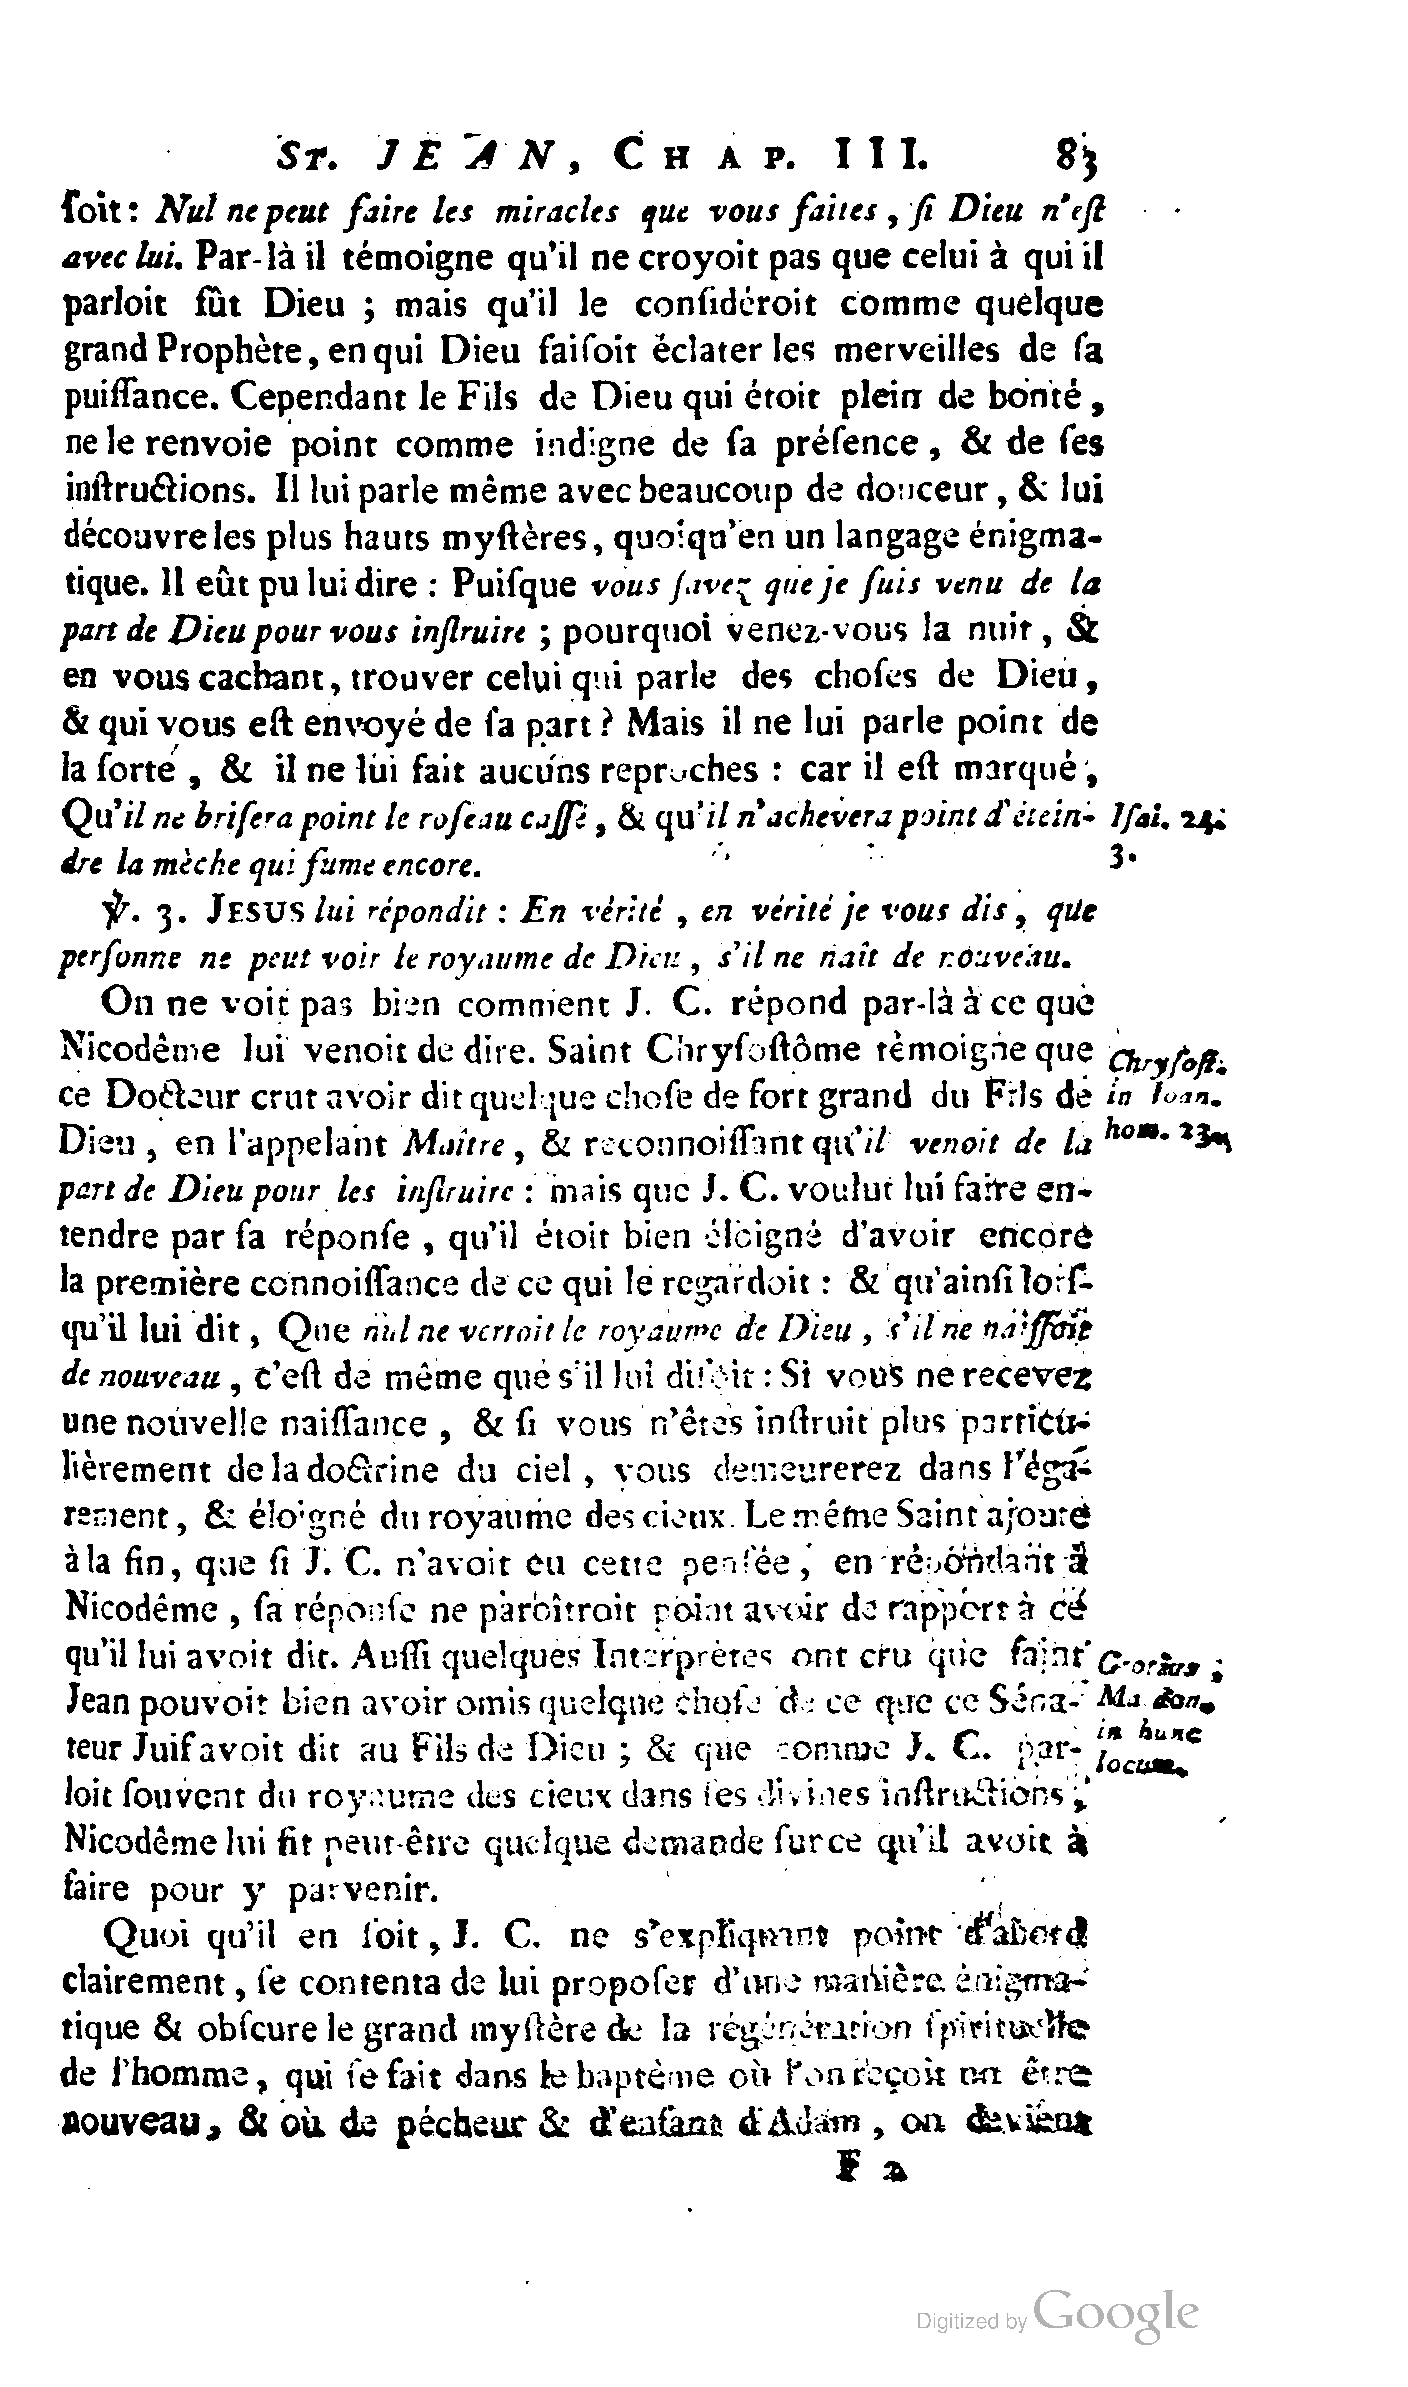 ST. JEAN, CHAP. III. 83
ſoit: Nul ne peut faire les miracles que vous faites, ſi Dieu n'eſt
avec lui. Par-là il témoigne qu'il ne croyoit pas que celui à qui il
parloit fût Dieu ; mais qu'il le conſidéroit comme quelque
grand Prophète, en qui Dieu faiſoit éclater les merveilles de ſa
puiſſance. Cependant le Fils de Dieu qui étoit plein de bonté,
ne le renvoie point comme indigne de ſa préſence, & de ſes
inſtructions. Il lui parle même avec beaucoup de douceur, & lui
découvre les plus hauts myſtères, quoiqu'en un langage énigma-
tique. Il eût pu lui dire : Puiſque vous ſavez que je ſuis venu de la
part de Dieu pour vous inſtruire ; pourquoi venez-vous la nuit, &
en vous cachant, trouver celui qui parle des choſes de Dieu,
& qui vous eſt envoyé de ſa part ? Mais il ne lui parle point de
la ſorte, & il ne lui fait aucuns reproches : car il eſt marqué,
Qu'il ne briſera point le roſeau caſſé, & qu'il n'achevera point d'étein- Iſai. 24.
dre la mèche qui fume encore. 3.
℣. 3. JESUS lui répondit : En vérité, en vérité je vous dis, que
perſonne ne peut voir le royaume de Dieu, s'il ne naît de nouveau.
On ne voit pas bien comment J. C. répond par-là à ce que
Nicodême lui venoit de dire. Saint Chryſoſtôme témoigne que Chryſoſt.
ce Docteur crut avoir dit quelque choſe de fort grand du Fils de in Ioan.
Dieu, en l'appelant Maître, & reconnoiſſant qu'il venoit de la hom. 23.
part de Dieu pour les inſtruire : mais que J. C. voulut lui faire en-
tendre par ſa réponſe, qu'il étoit bien éloigné d'avoir encore
la première connoiſſance de ce qui le regardoit : & qu'ainſi lorſ-
qu'il lui dit, Que nul ne verroit le royaume de Dieu, s'il ne naiſſoit
de nouveau, c'eſt de même que s'il lui diſoit : Si vous ne recevez
une nouvelle naiſſance, & ſi vous n'êtes inſtruit plus particu-
lièrement de la doctrine du ciel, vous demeurerez dans l'éga-
rement, & éloigné du royaume des cieux. Le même Saint ajoute
à la fin, que ſi J. C. n'avoit eu cette penſée, en répondant à
Nicodême, ſa réponſe ne paroîtroit point avoir de rapport à ce
qu'il lui avoit dit. Auſſi quelques Interprètes ont cru que ſaint Grotius ;
Jean pouvoit bien avoir omis quelque choſe de ce que ce Séna- Maldon.
teur Juif avoit dit au Fils de Dieu ; & que comme J. C. par- in hunc
loit ſouvent du royaume des cieux dans ſes divines inſtructions, locum.
Nicodême lui fit peut-être quelque demande ſur ce qu'il avoit à
faire pour y parvenir.
Quoi qu'il en ſoit, J. C. ne s'expliquant point d'abord
clairement, ſe contenta de lui propoſer d'une manière énigma-
tique & obſcure le grand myſtère de la régénération ſpirituelle
de l'homme, qui ſe fait dans le baptême où l'on reçoit un être
nouveau, & où de pécheur & d'enfant d'Adam, on devient
F 2
Digitized by Google